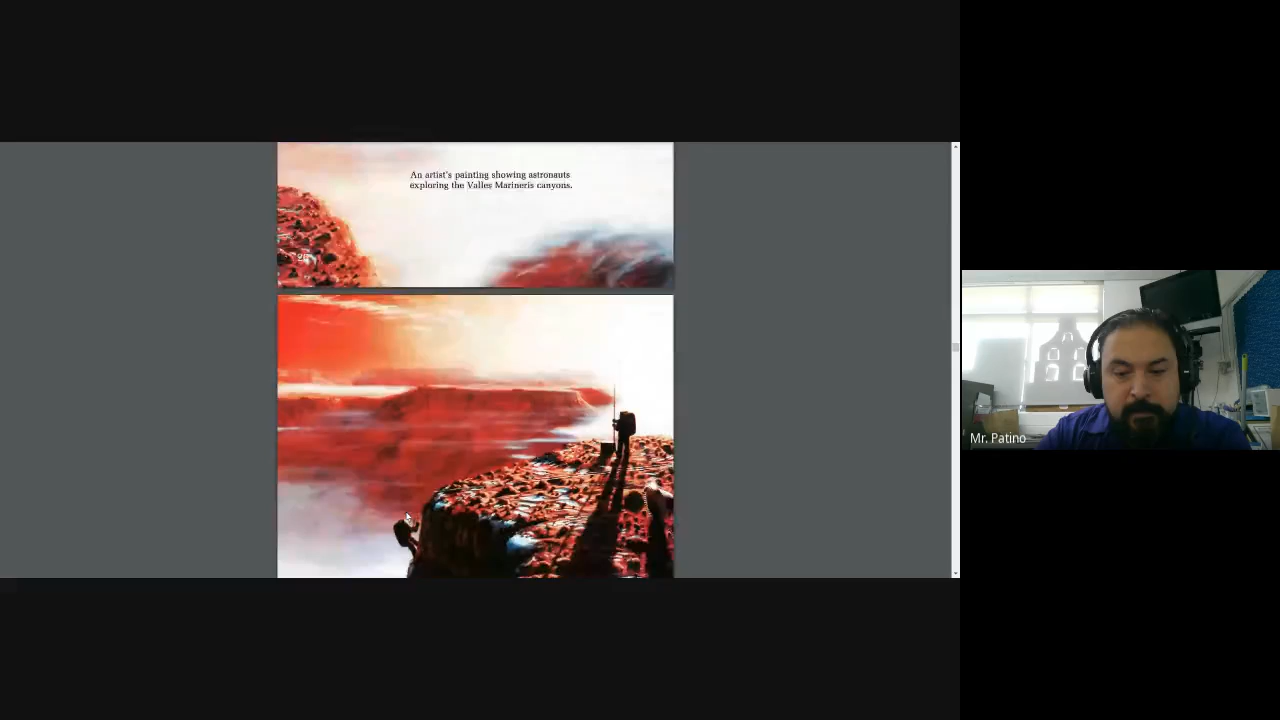 An artist's painting showing astronauts
exploring the Valles Marineris canyons.
Mr. Patino